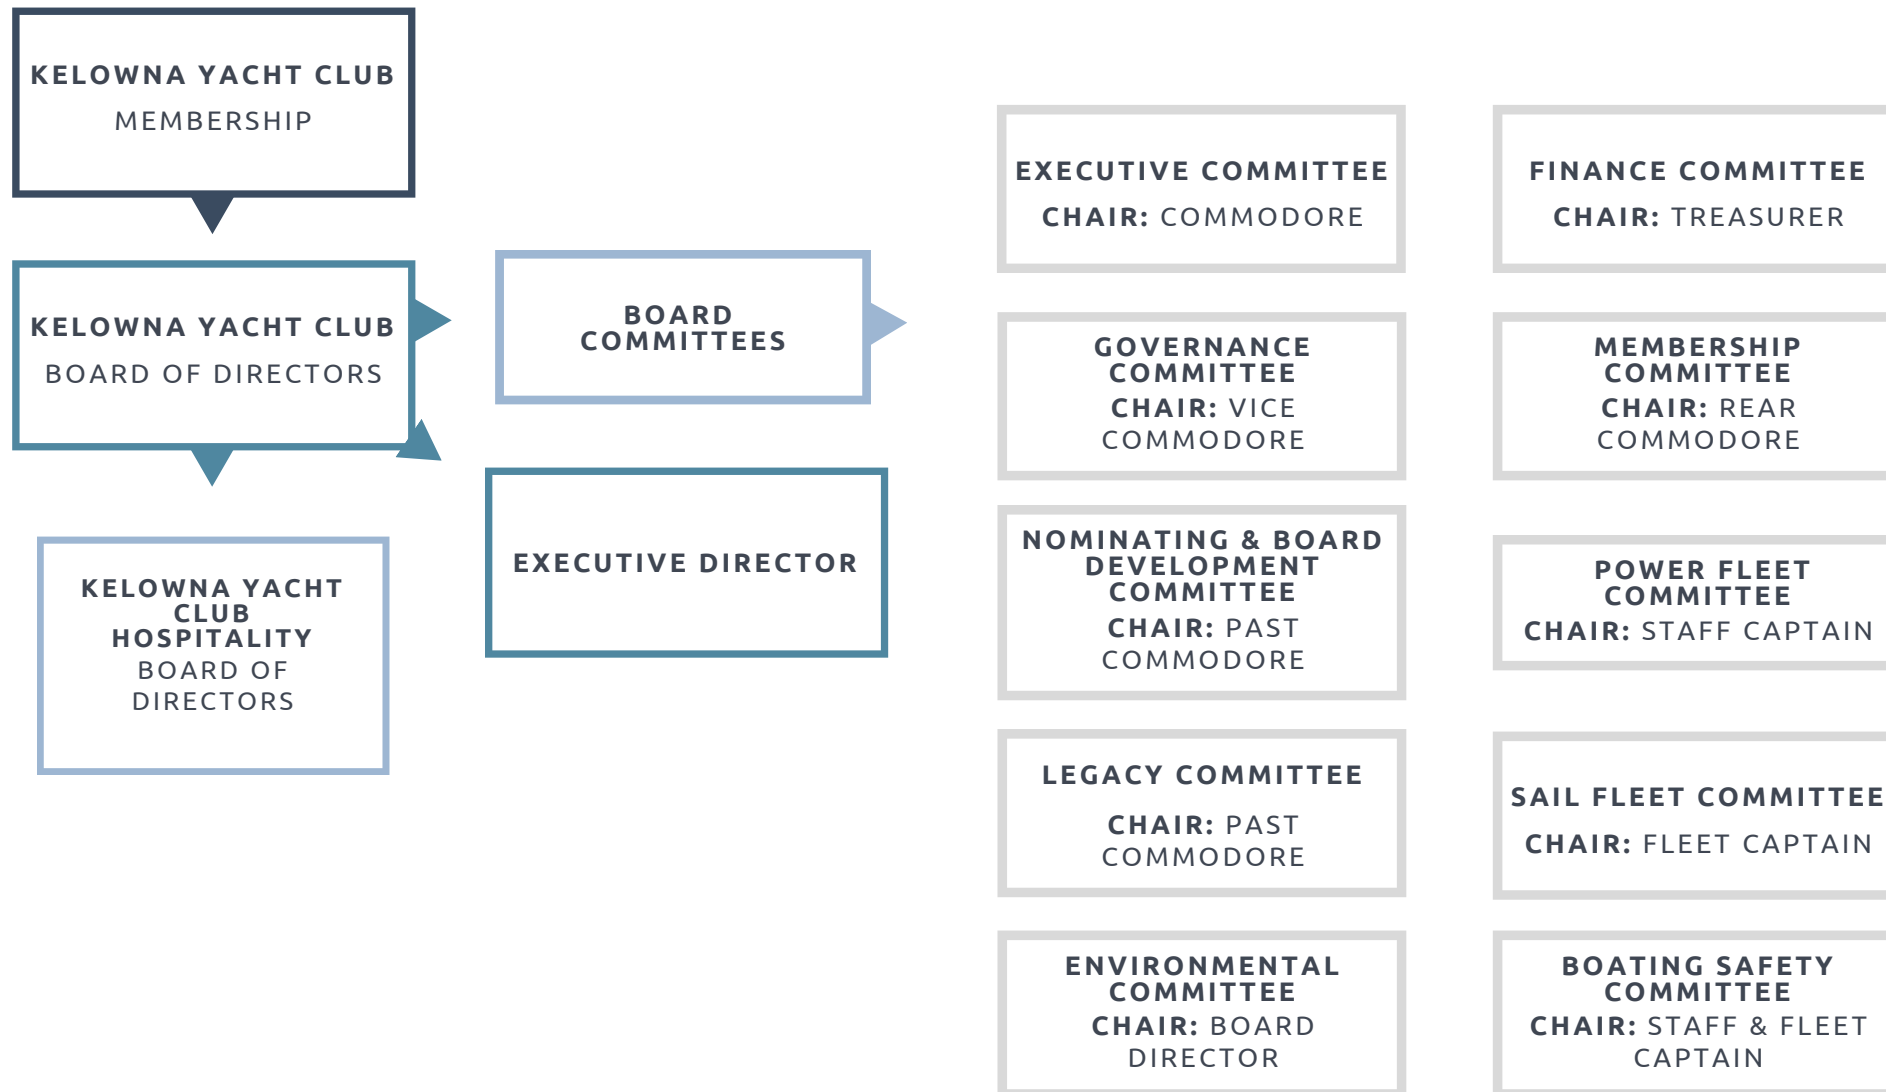 KELOWNA YACHT CLUB
MEMBERSHIP
KELOWNA YACHT CLUB
BOARD OF DIRECTORS
KELOWNA YACHT
CLUB
HOSPITALITY
BOARD OF
DIRECTORS
BOARD
COMMITTEES
EXECUTIVE DIRECTOR
EXECUTIVE COMMITTEE
CHAIR: COMMODORE
FINANCE COMMITTEE
CHAIR: TREASURER
GOVERNANCE
COMMITTEE
CHAIR: VICE
COMMODORE
MEMBERSHIP
COMMITTEE
CHAIR: REAR
COMMODORE
NOMINATING & BOARD
DEVELOPMENT
COMMITTEE
CHAIR: PAST
COMMODORE
POWER FLEET
COMMITTEE
CHAIR: STAFF CAPTAIN
LEGACY COMMITTEE
CHAIR: PAST
COMMODORE
SAIL FLEET COMMITTEE
CHAIR: FLEET CAPTAIN
ENVIRONMENTAL
COMMITTEE
CHAIR: BOARD
DIRECTOR
BOATING SAFETY
COMMITTEE
CHAIR: STAFF & FLEET
CAPTAIN